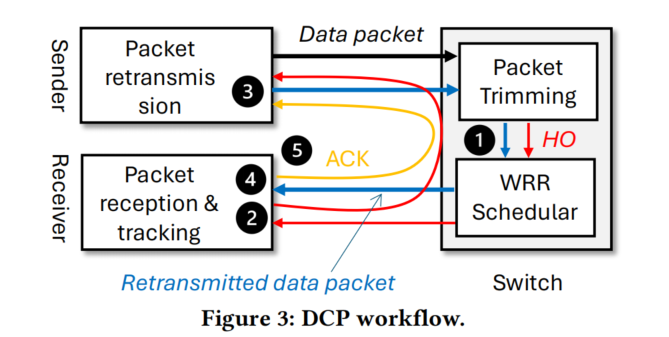 Sender
Packet
retransmis
sion
3
Data packet
Packet
Trimming
1
HO
5
ACK
Receiver
Packet
reception &
tracking
4
2
WRR
Schedular
Retransmitted data packet
Switch
Figure 3: DCP workflow.